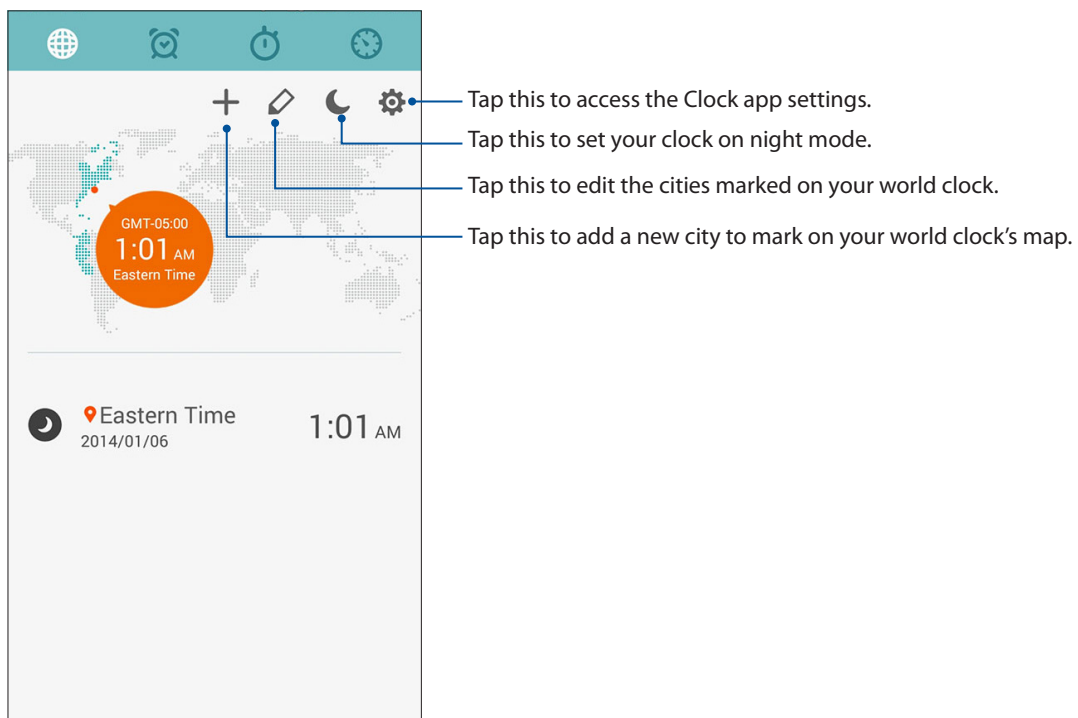 Tap this to access the Clock app settings.
Tap this to set your clock on night mode.
Tap this to edit the cities marked on your world clock.
Tap this to add a new city to mark on your world clock’s map.
GMT-05:00
1:01 AM
Eastern Time
Eastern Time
2014/01/06
1:01 AM